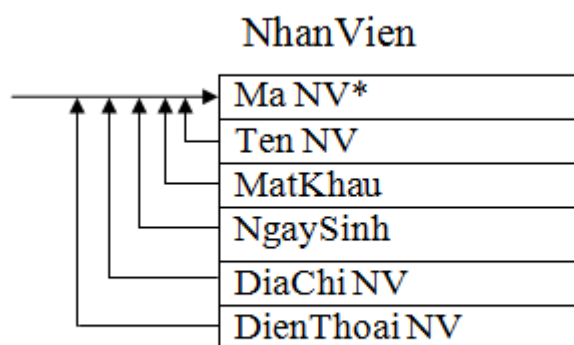 NhanVien
Ma NV*
Ten NV
MatKhau
NgaySinh
DiaChi NV
DienThoai NV